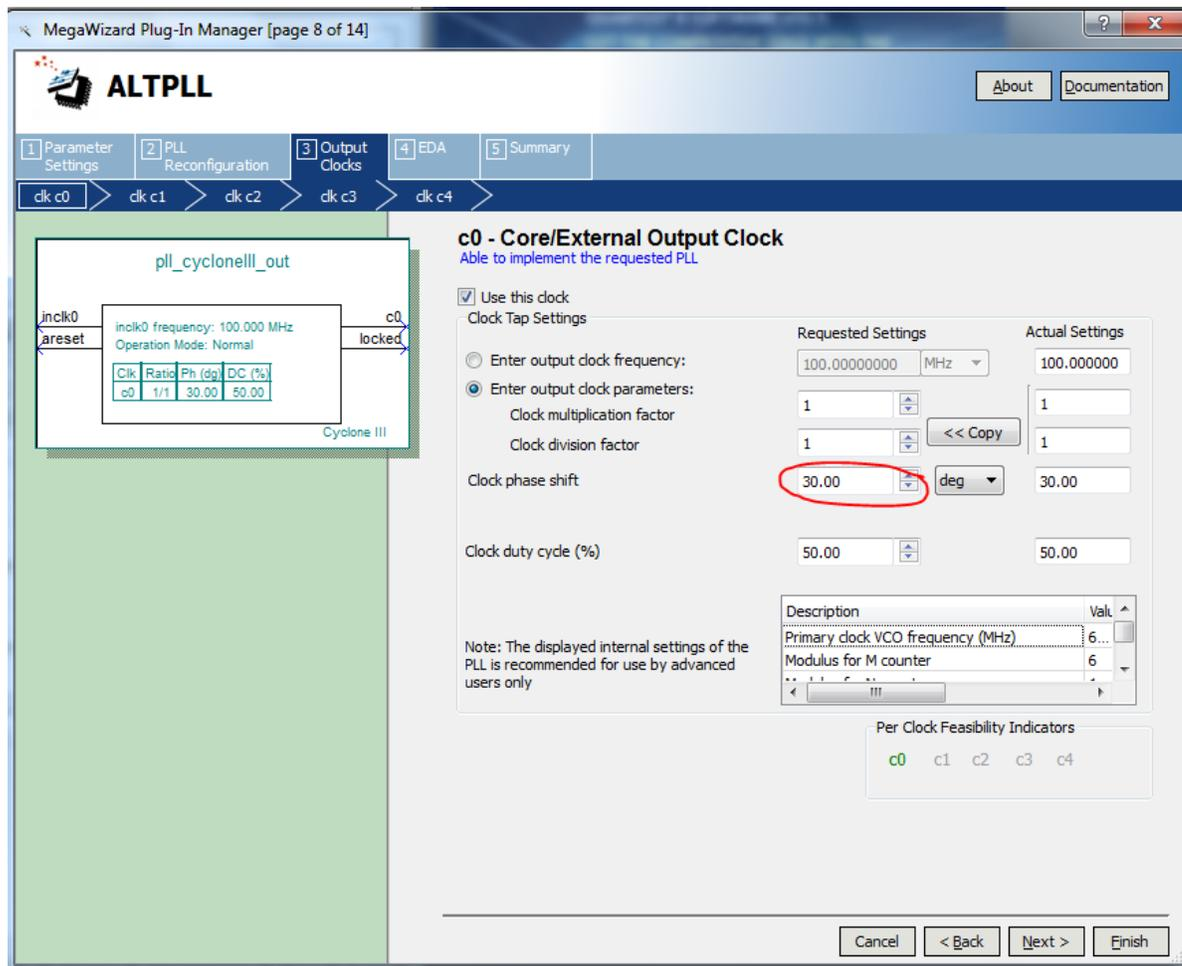 MegaWizard Plug-In Manager [page 8 of 14]
ALTPLL
About
Documentation
1 Parameter Settings
2 PLL Reconfiguration
3 Output Clocks
4 EDA
5 Summary
clk c0
clk c1
clk c2
clk c3
clk c4
pll_cycloneIII_out
inclk0
areset
c0
locked
inclk0 frequency: 100.000 MHz
Operation Mode: Normal
Clk Ratio Ph (dg) DC (%)
c0 1/1 30.00 50.00
Cyclone III
c0 - Core/External Output Clock
Able to implement the requested PLL
Use this clock
Clock Tap Settings
Requested Settings
Actual Settings
Enter output clock frequency:
100.00000000 MHz
100.000000
Enter output clock parameters:
Clock multiplication factor
1
1
<< Copy
Clock division factor
1
1
Clock phase shift
30.00
deg
30.00
Clock duty cycle (%)
50.00
50.00
Note: The displayed internal settings of the
PLL is recommended for use by advanced
users only
Description
Primary clock VCO frequency (MHz) 6...
Modulus for M counter 6
Per Clock Feasibility Indicators
c0 c1 c2 c3 c4
Cancel
< Back
Next >
Finish